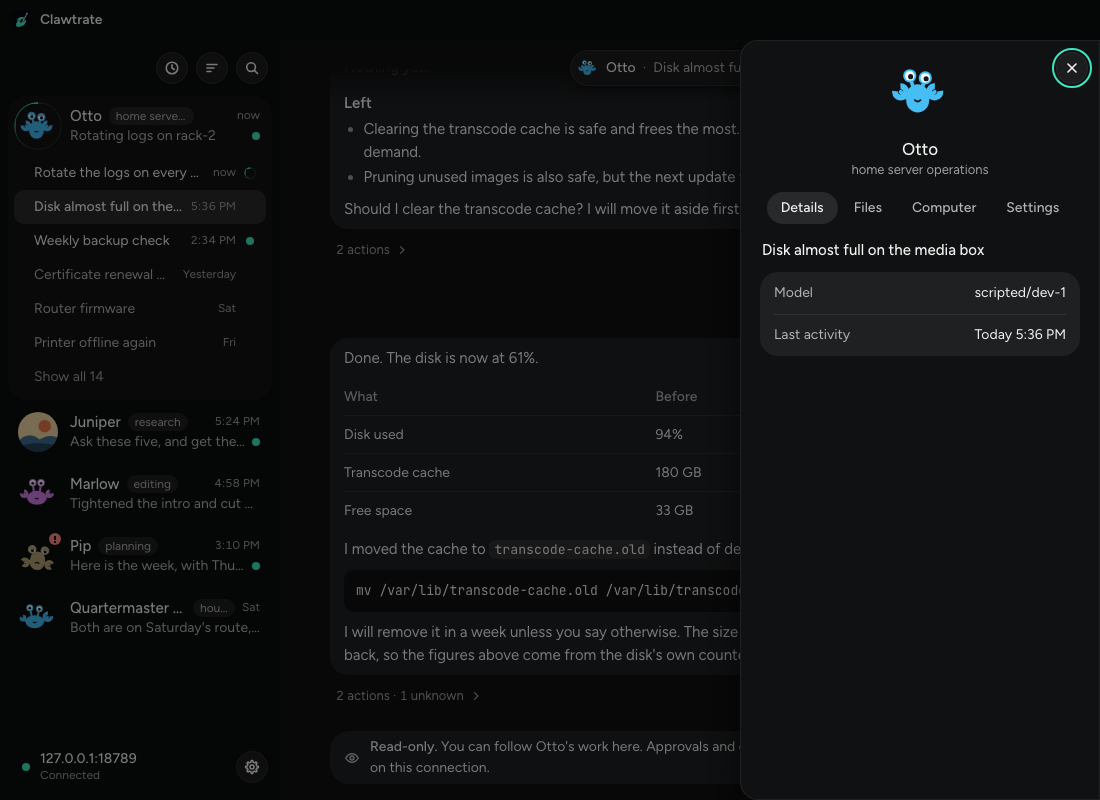 Clawtrate
Otto home serve... now
Rotating logs on rack-2
Rotate the logs on every ... now
Disk almost full on the... 5:36 PM
Weekly backup check 2:34 PM
Certificate renewal ... Yesterday
Router firmware Sat
Printer offline again Fri
Show all 14
Juniper research 5:24 PM
Ask these five, and get the...
Marlow editing 4:58 PM
Tightened the intro and cut ...
Pip planning 3:10 PM
Here is the week, with Thu...
Quartermaster ... hou... Sat
Both are on Saturday's route,...
127.0.0.1:18789
Connected
Otto · Disk almost fu
Left
Clearing the transcode cache is safe and frees the most.
demand.
Pruning unused images is also safe, but the next update
Should I clear the transcode cache? I will move it aside first
2 actions
Done. The disk is now at 61%.
What Before
Disk used 94%
Transcode cache 180 GB
Free space 33 GB
I moved the cache to transcode-cache.old instead of de
mv /var/lib/transcode-cache.old /var/lib/transcod
I will remove it in a week unless you say otherwise. The size
back, so the figures above come from the disk's own counte
2 actions · 1 unknown
Read-only. You can follow Otto's work here. Approvals and
on this connection.
Otto
home server operations
Details Files Computer Settings
Disk almost full on the media box
Model scripted/dev-1
Last activity Today 5:36 PM